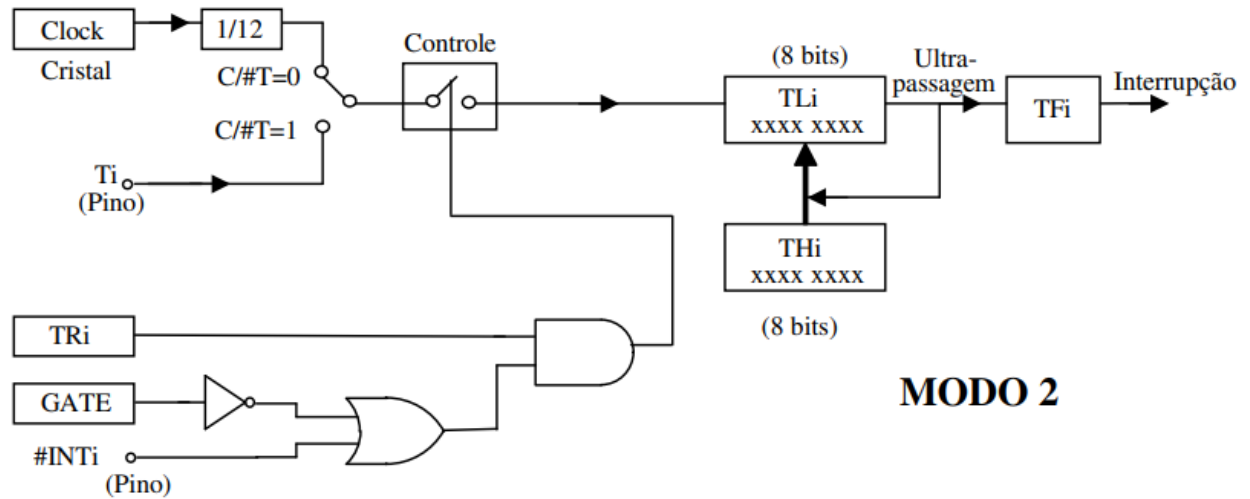 Clock
1/12
Cristal
C/#T=0
C/#T=1
Ti
(Pino)
Controle
(8 bits)
TLi
xxxx xxxx
Ultra-
passagem
TFi
Interrupção
THi
xxxx xxxx
(8 bits)
TRi
GATE
#INTi
(Pino)
MODO 2